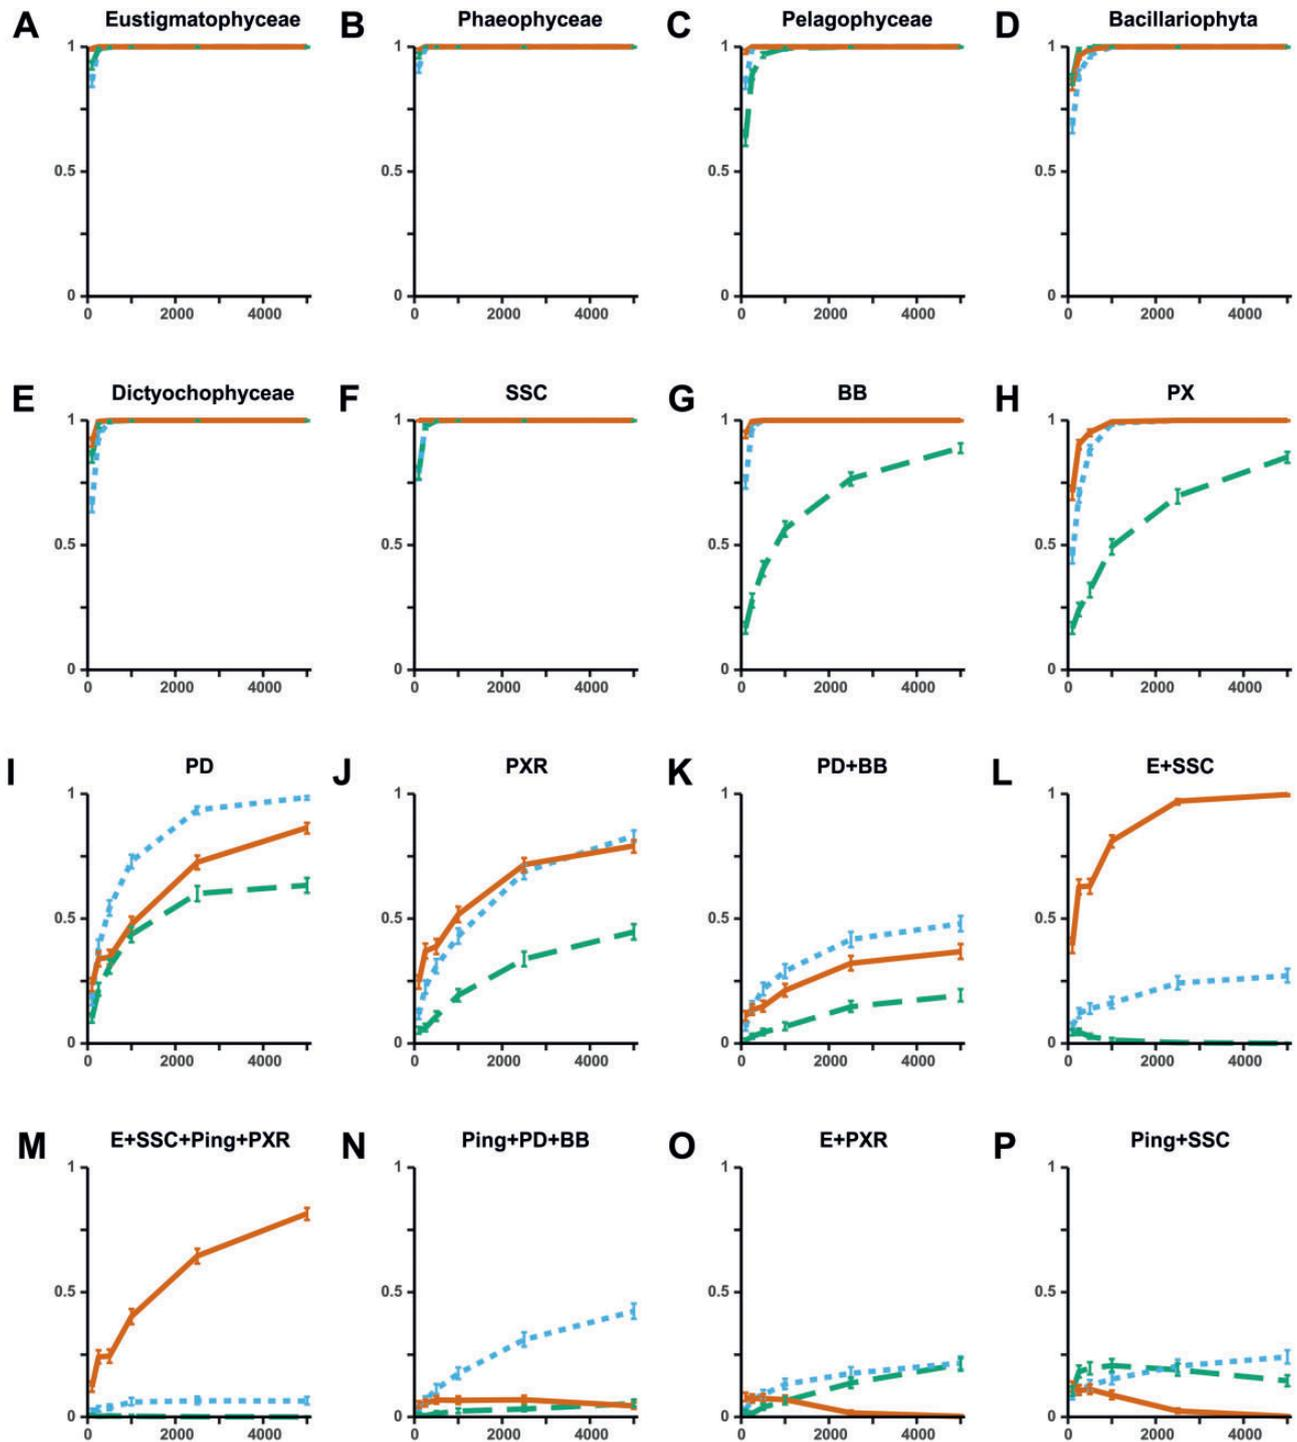 A Eustigmatophyceae B Phaeophyceae C Pelagophyceae D Bacillariophyta
1 1 1 1
0.5 0.5 0.5 0.5
0 0 0 0
0 2000 4000 0 2000 4000 0 2000 4000 0 2000 4000
E Dictyochophyceae F SSC G BB H PX
1 1 1 1
0.5 0.5 0.5 0.5
0 0 0 0
0 2000 4000 0 2000 4000 0 2000 4000 0 2000 4000
I PD J PXR K PD+BB L E+SSC
1 1 1 1
0.5 0.5 0.5 0.5
0 0 0 0
0 2000 4000 0 2000 4000 0 2000 4000 0 2000 4000
M E+SSC+Ping+PXR N Ping+PD+BB O E+PXR P Ping+SSC
1 1 1 1
0.5 0.5 0.5 0.5
0 0 0 0
0 2000 4000 0 2000 4000 0 2000 4000 0 2000 4000